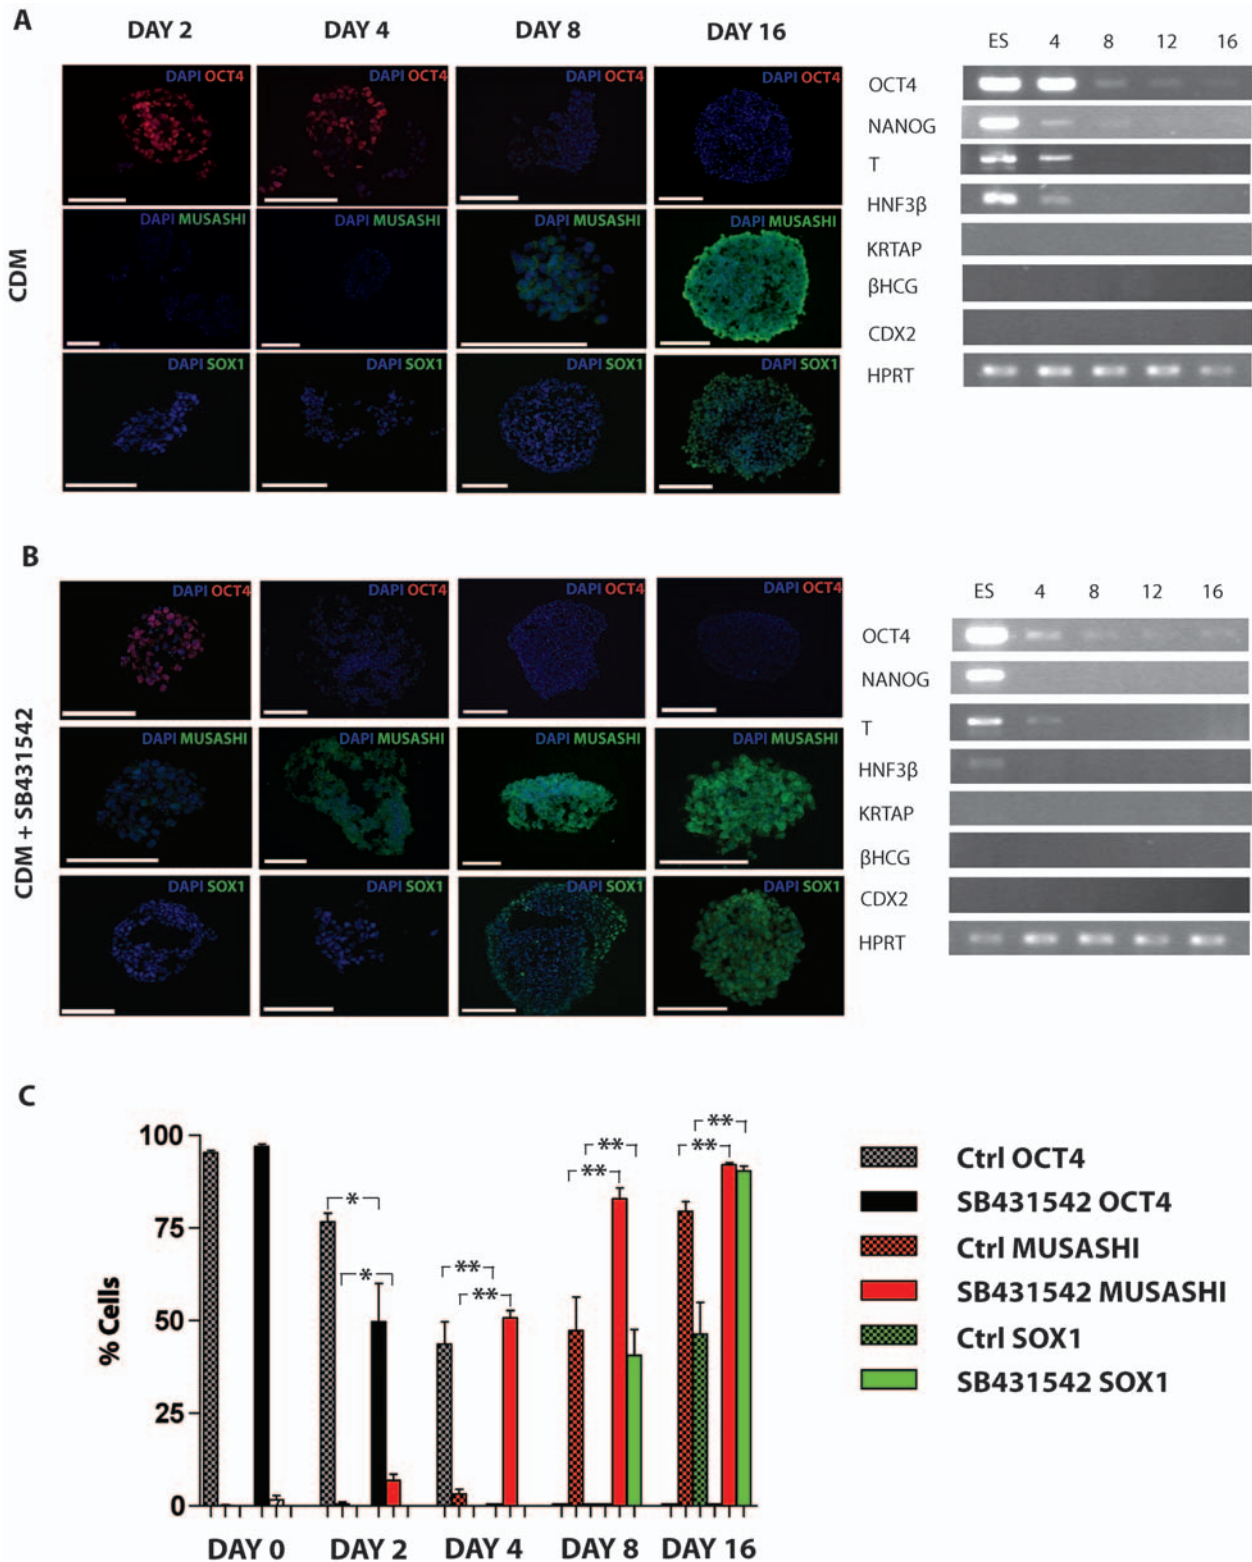 A
DAY 2 DAY 4 DAY 8 DAY 16
ES 4 8 12 16
CDM
DAPI OCT4 DAPI OCT4 DAPI OCT4 DAPI OCT4
DAPI MUSASHI DAPI MUSASHI DAPI MUSASHI DAPI MUSASHI
DAPI SOX1 DAPI SOX1 DAPI SOX1 DAPI SOX1
OCT4
NANOG
T
HNF3β
KRTAP
βHCG
CDX2
HPRT
B
ES 4 8 12 16
CDM + SB431542
DAPI OCT4 DAPI OCT4 DAPI OCT4 DAPI OCT4
DAPI MUSASHI DAPI MUSASHI DAPI MUSASHI DAPI MUSASHI
DAPI SOX1 DAPI SOX1 DAPI SOX1 DAPI SOX1
OCT4
NANOG
T
HNF3β
KRTAP
βHCG
CDX2
HPRT
C
% Cells
100
75
50
25
0
* * ** ** ** ** ** **
DAY 0 DAY 2 DAY 4 DAY 8 DAY 16
Ctrl OCT4
SB431542 OCT4
Ctrl MUSASHI
SB431542 MUSASHI
Ctrl SOX1
SB431542 SOX1